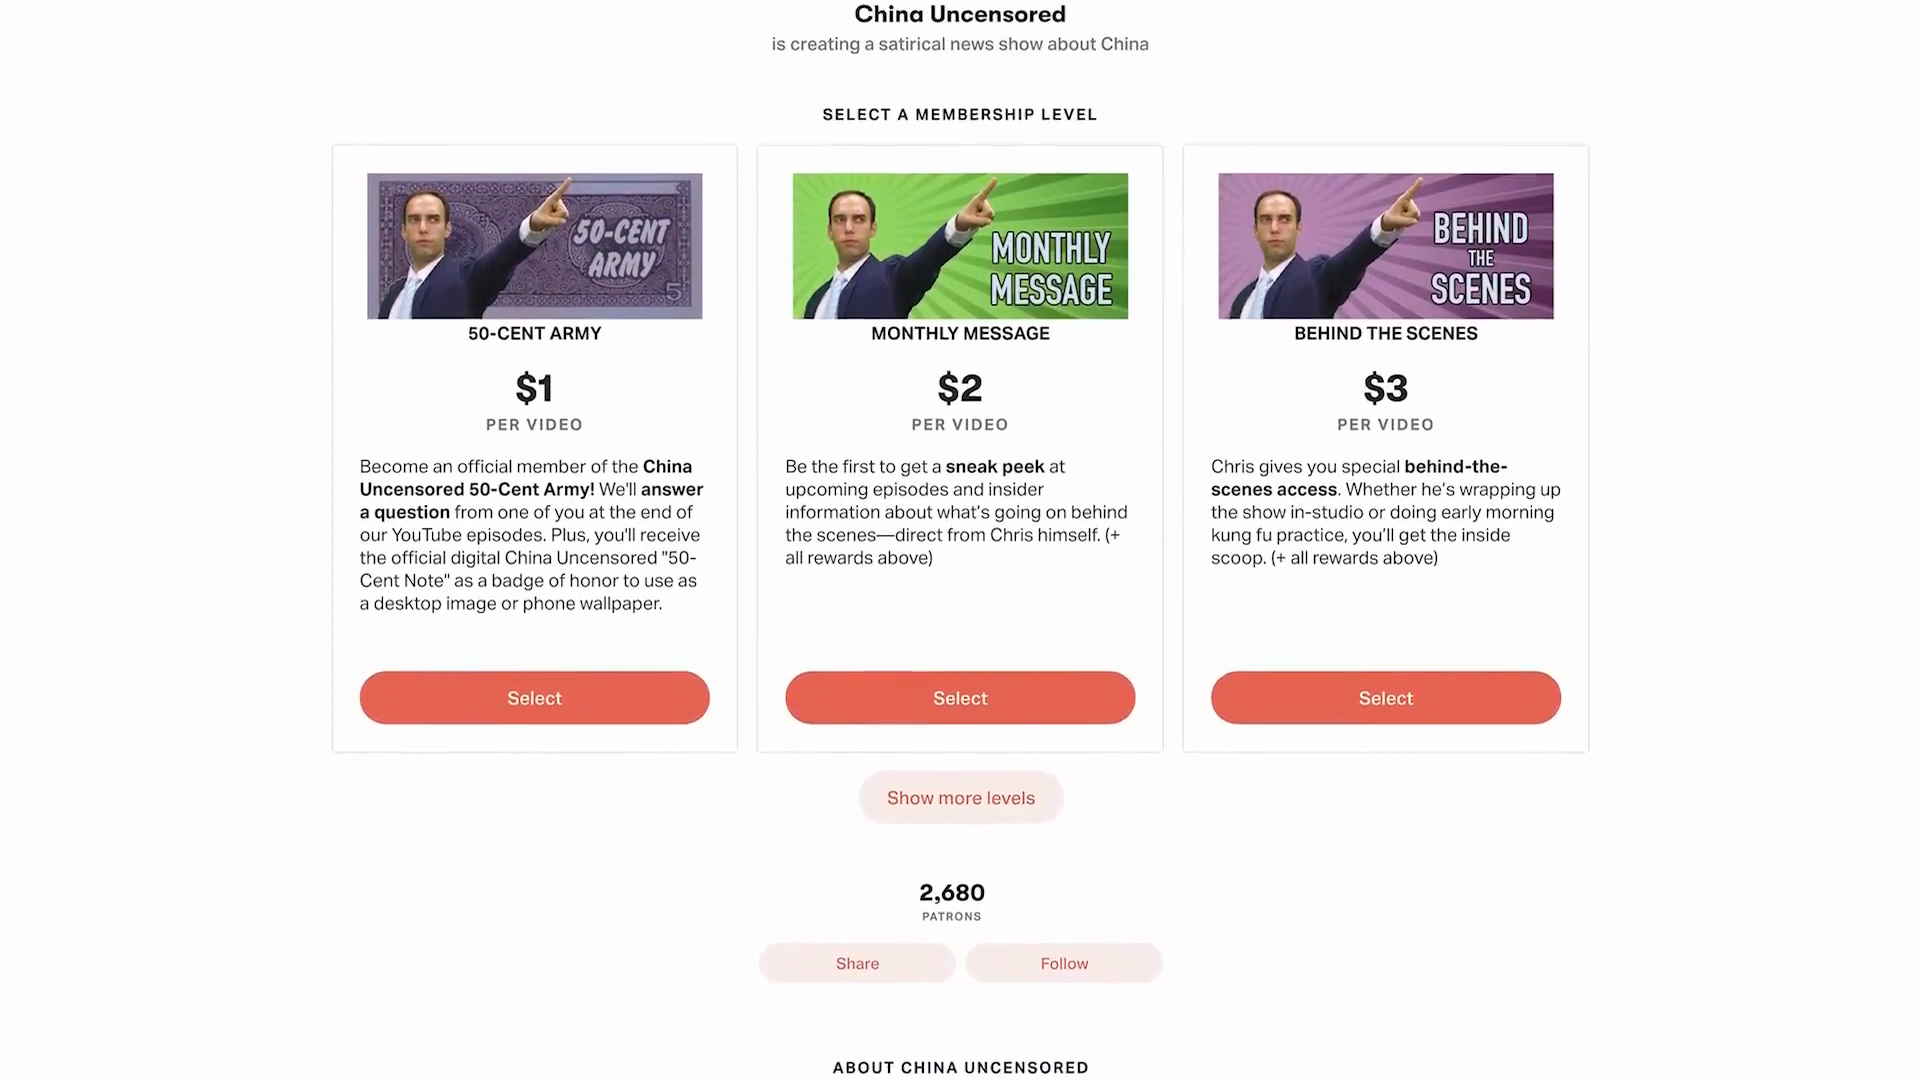 China Uncensored
is creating a satirical news show about China
SELECT A MEMBERSHIP LEVEL
50-CENT
ARMY
5
50-CENT ARMY
$1
PER VIDEO
Become an official member of the China
Uncensored 50-Cent Army! We'll answer
a question from one of you at the end of
our YouTube episodes. Plus, you'll receive
the official digital China Uncensored "50-
Cent Note" as a badge of honor to use as
a desktop image or phone wallpaper.
Select
MONTHLY
MESSAGE
MONTHLY MESSAGE
$2
PER VIDEO
Be the first to get a sneak peek at
upcoming episodes and insider
information about what's going on behind
the scenes—direct from Chris himself. (+
all rewards above)
Select
BEHIND
THE
SCENES
BEHIND THE SCENES
$3
PER VIDEO
Chris gives you special behind-the-
scenes access. Whether he's wrapping up
the show in-studio or doing early morning
kung fu practice, you'll get the inside
scoop. (+ all rewards above)
Select
Show more levels
2,680
PATRONS
Share
Follow
ABOUT CHINA UNCENSORED